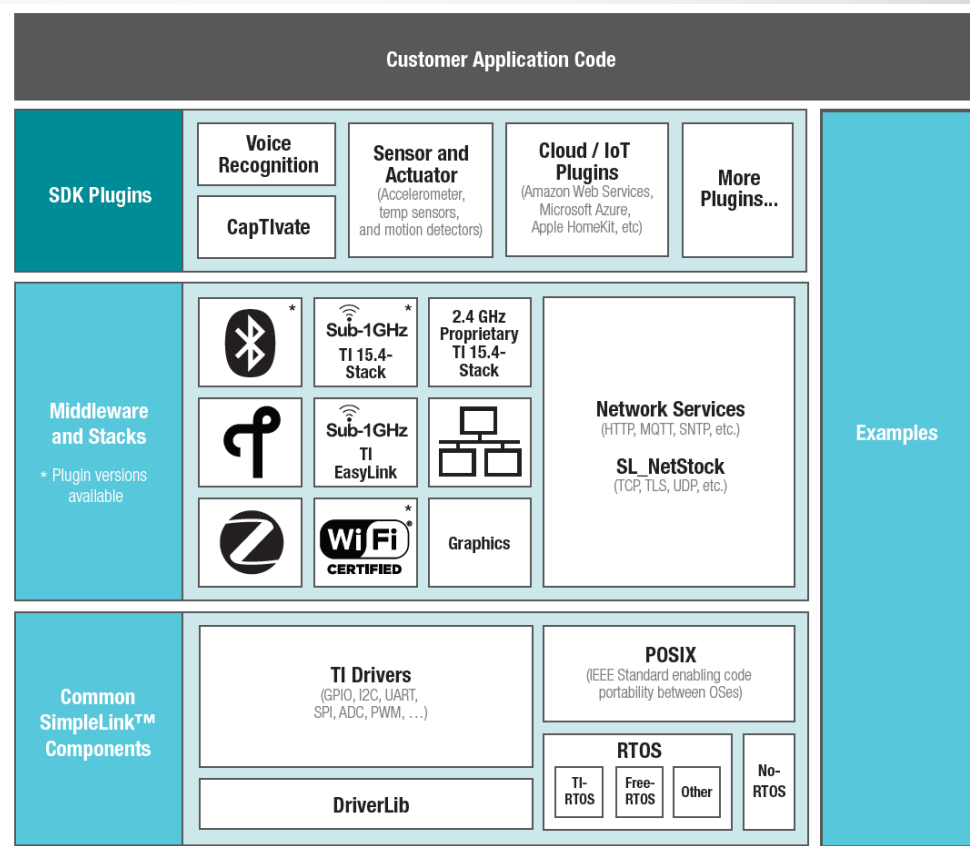 Customer Application Code
SDK Plugins
Voice
Recognition
CapTIvate
Sensor and
Actuator
(Accelerometer,
temp sensors,
and motion detectors)
Cloud / IoT
Plugins
(Amazon Web Services,
Microsoft Azure,
Apple HomeKit, etc)
More
Plugins...
Middleware
and Stacks
* Plugin versions
available
*
Sub-1GHz *
TI 15.4-
Stack
2.4 GHz
Proprietary
TI 15.4-
Stack
Sub-1GHz
TI
EasyLink
Wi Fi ® *
CERTIFIED
Graphics
Network Services
(HTTP, MQTT, SNTP, etc.)
SL_NetStock
(TCP, TLS, UDP, etc.)
Common
SimpleLink™
Components
TI Drivers
(GPIO, I2C, UART,
SPI, ADC, PWM, …)
DriverLib
POSIX
(IEEE Standard enabling code
portability between OSes)
RTOS
TI-
RTOS
Free-
RTOS
Other
No-
RTOS
Examples